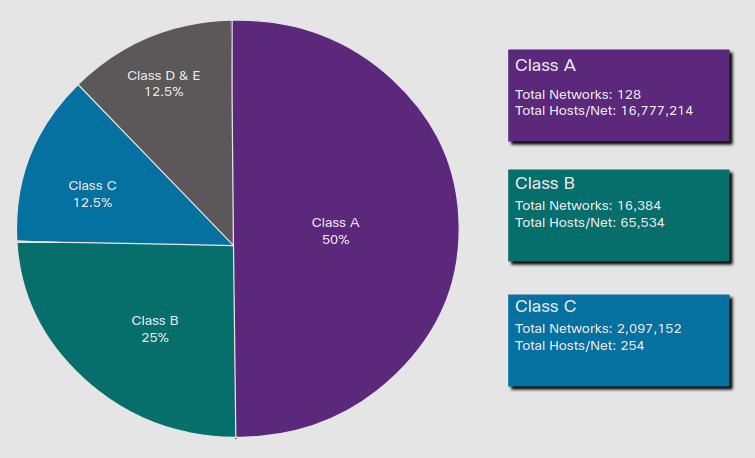 Class D & E
12.5%
Class C
12.5%
Class A
50%
Class B
25%
Class A
Total Networks: 128
Total Hosts/Net: 16,777,214
Class B
Total Networks: 16,384
Total Hosts/Net: 65,534
Class C
Total Networks: 2,097,152
Total Hosts/Net: 254